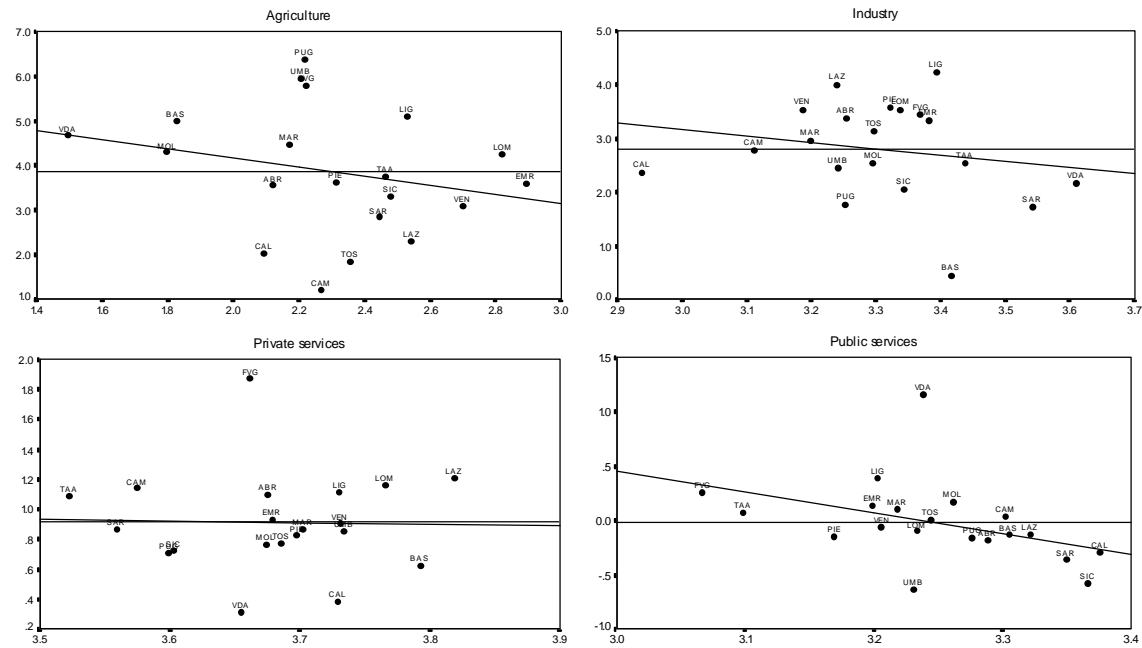 Agriculture
7.0
PUG
6.0
UMB
VG
5.0
BAS
LIG
VDA
MOL
MAR
LOM
4.0
TAA
ABR
PIE
EMR
SIC
3.0
SAR
VEN
LAZ
2.0
CAL
TOS
CAM
1.0
1.4 1.6 1.8 2.0 2.2 2.4 2.6 2.8 3.0
Industry
5.0
LIG
4.0
LAZ
VEN
PIE
LOM
FVG
ABR
MR
TOS
3.0
MAR
CAM
CAL
UMB
MOL
TAA
2.0
SIC
VDA
PUG
SAR
1.0
BAS
0.0
2.9 3.0 3.1 3.2 3.3 3.4 3.5 3.6 3.7
Private services
2.0
FVG
1.8
1.6
1.4
1.2
TAA
CAM
ABR
LIG
LOM
LAZ
1.0
SAR
EMR
VEN
MAR
.8
MOL
TOS
SIC
.6
BAS
.4
VDA
CAL
.2
3.5 3.6 3.7 3.8 3.9
Public services
1.5
VDA
1.0
.5
LIG
FVG
EMR
MAR
MOL
TAA
TOS
CAM
0.0
PIE
VEN
LOM
PUG
ABR
BAS
LAZ
CAL
SAR
-.5
UMB
SIC
-1.0
3.0 3.1 3.2 3.3 3.4